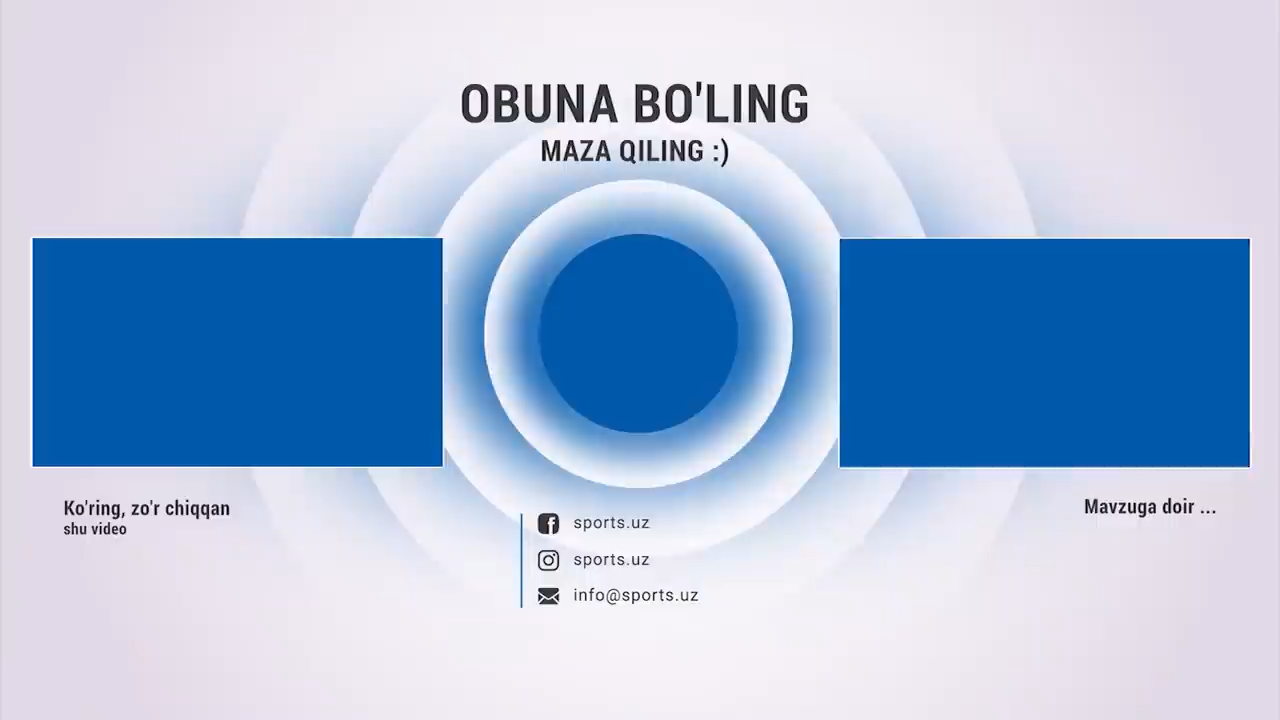 OBUNA BO'LING
MAZA QILING :)
Ko'ring, zo'r chiqqan
shu video
Mavzuga doir ...
sports.uz
sports.uz
info@sports.uz